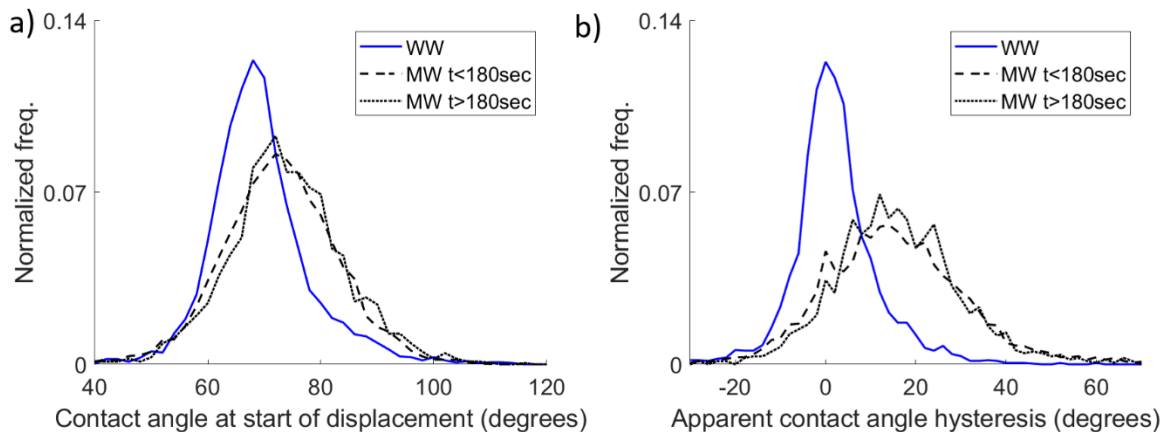 a)
0.14
0.07
0
Normalized freq.
WW
MW t<180sec
MW t>180sec
40
60
80
100
120
Contact angle at start of displacement (degrees)
b)
0.14
0.07
0
Normalized freq.
WW
MW t<180sec
MW t>180sec
-20
0
20
40
60
Apparent contact angle hysteresis (degrees)